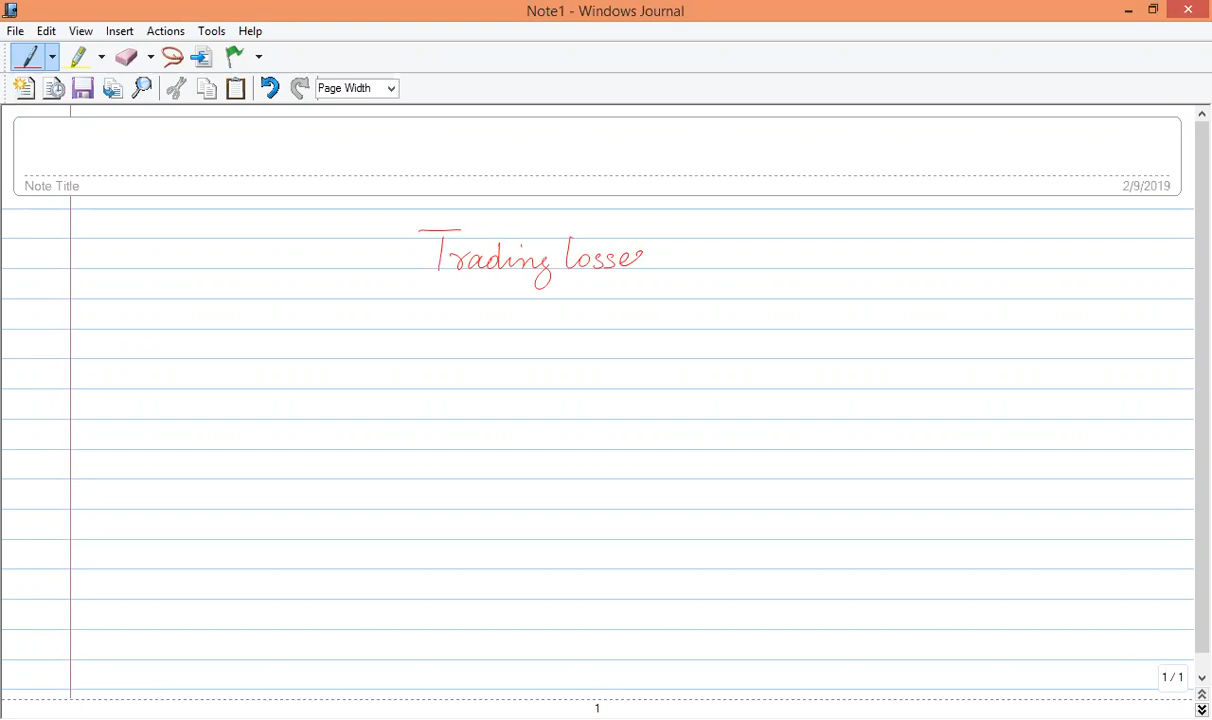 Note1 - Windows Journal
File Edit View Insert Actions Tools Help
Page Width
Note Title 2/9/2019
Trading losses
1 / 1
1